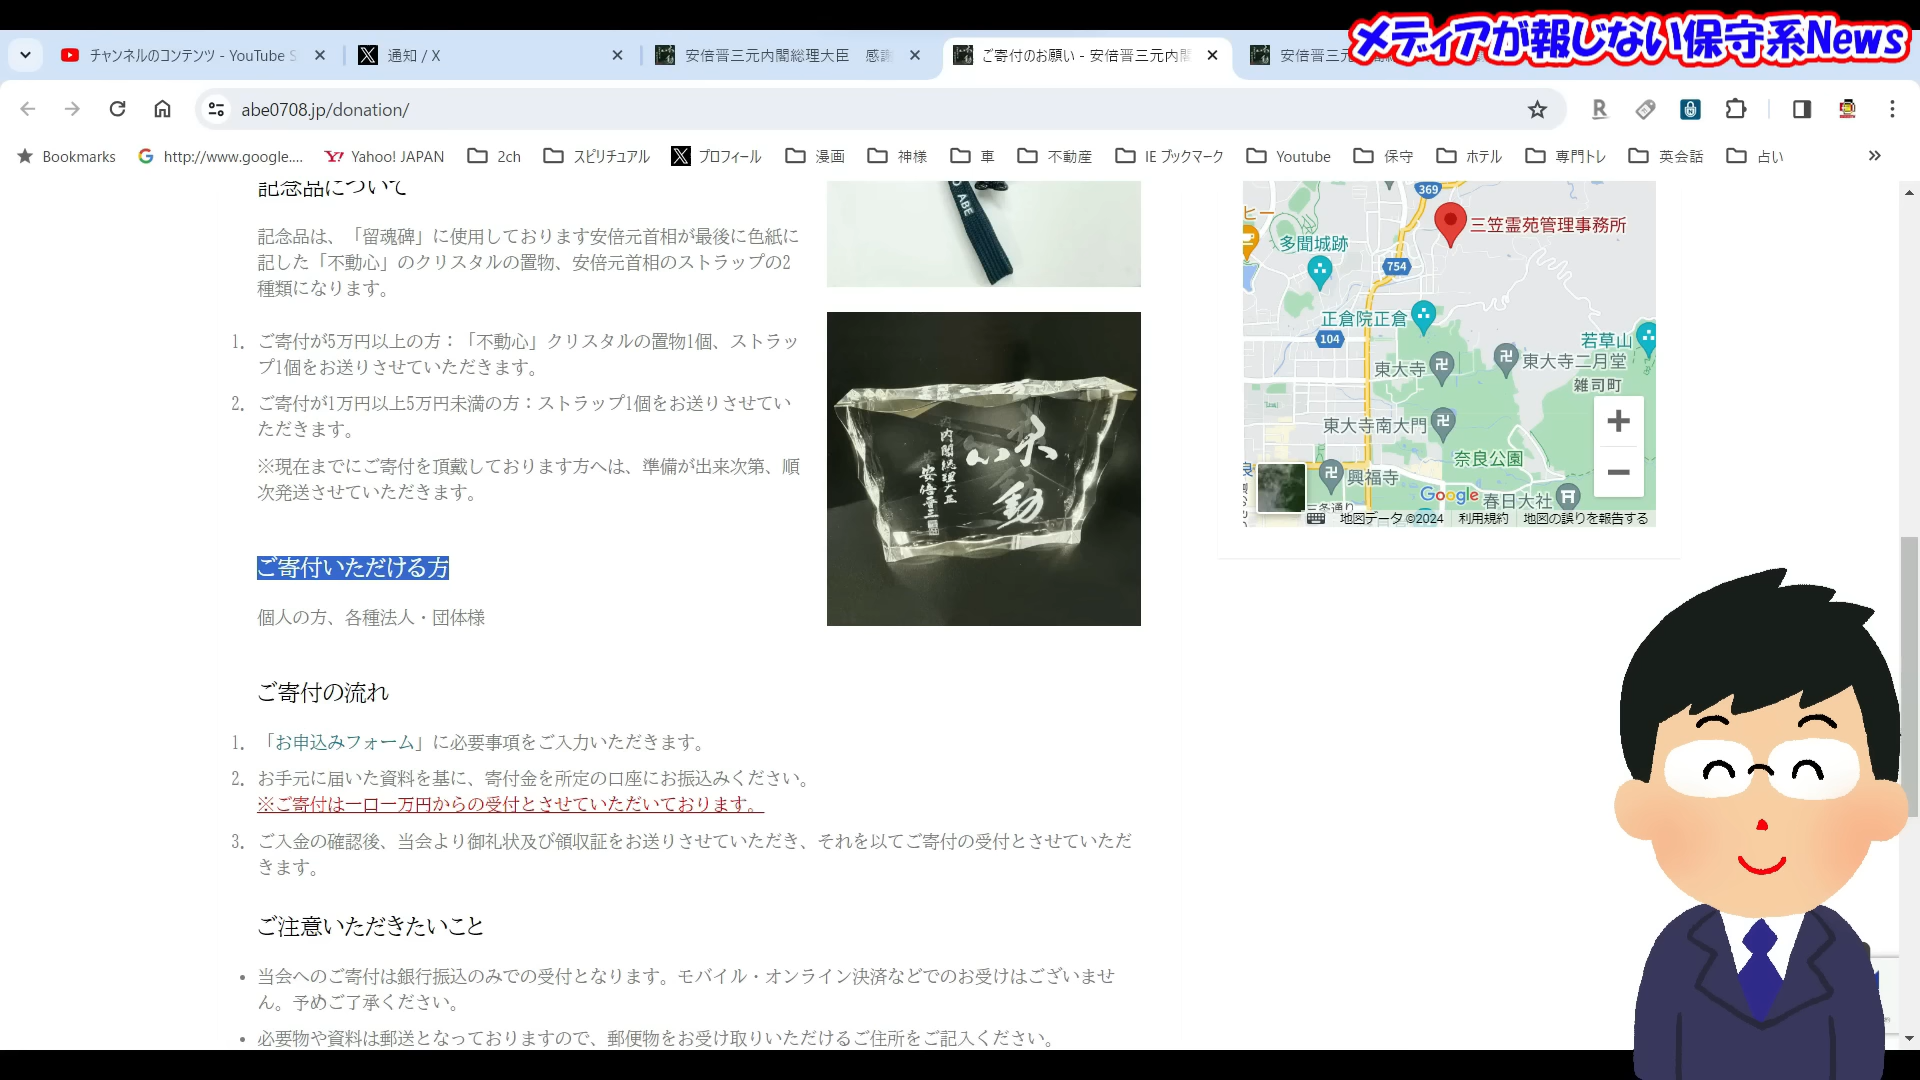 メディアが報じない保守系News
チャンネルのコンテンツ - YouTube S
通知 / X
安倍晋三元内閣総理大臣 感謝
ご寄付のお願い - 安倍晋三元内閣
安倍晋三元
abe0708.jp/donation/
Bookmarks
http://www.google....
Yahoo! JAPAN
2ch
スピリチュアル
プロフィール
漫画
神様
車
不動産
IE ブックマーク
Youtube
保守
ホテル
専門トレ
英会話
占い
記念品について
記念品は、「留魂碑」に使用しております安倍元首相が最後に色紙に
記した「不動心」のクリスタルの置物、安倍元首相のストラップの2
種類になります。
1. ご寄付が5万円以上の方：「不動心」クリスタルの置物1個、ストラッ
プ1個をお送りさせていただきます。
2. ご寄付が1万円以上5万円未満の方：ストラップ1個をお送りさせてい
ただきます。
※現在までにご寄付を頂戴しております方へは、準備が出来次第、順
次発送させていただきます。
ABE
不動心
内閣総理大臣
安倍晋三
ご寄付いただける方
個人の方、各種法人・団体様
ご寄付の流れ
1. 「お申込みフォーム」に必要事項をご入力いただきます。
2. お手元に届いた資料を基に、寄付金を所定の口座にお振込みください。
※ご寄付は一口一万円からの受付とさせていただいております。
3. ご入金の確認後、当会より御礼状及び領収証をお送りさせていただき、それを以てご寄付の受付とさせていただ
きます。
ご注意いただきたいこと
• 当会へのご寄付は銀行振込のみでの受付となります。モバイル・オンライン決済などでのお受けはございませ
ん。予めご了承ください。
• 必要物や資料は郵送となっておりますので、郵便物をお受け取りいただけるご住所をご記入ください。
369
ヒー
三笠霊苑管理事務所
多聞城跡
754
正倉院正倉
104
若草山
東大寺
東大寺二月堂
雑司町
東大寺南大門
奈良公園
興福寺
Google
春日大社
三条通り
地図データ ©2024
利用規約
地図の誤りを報告する